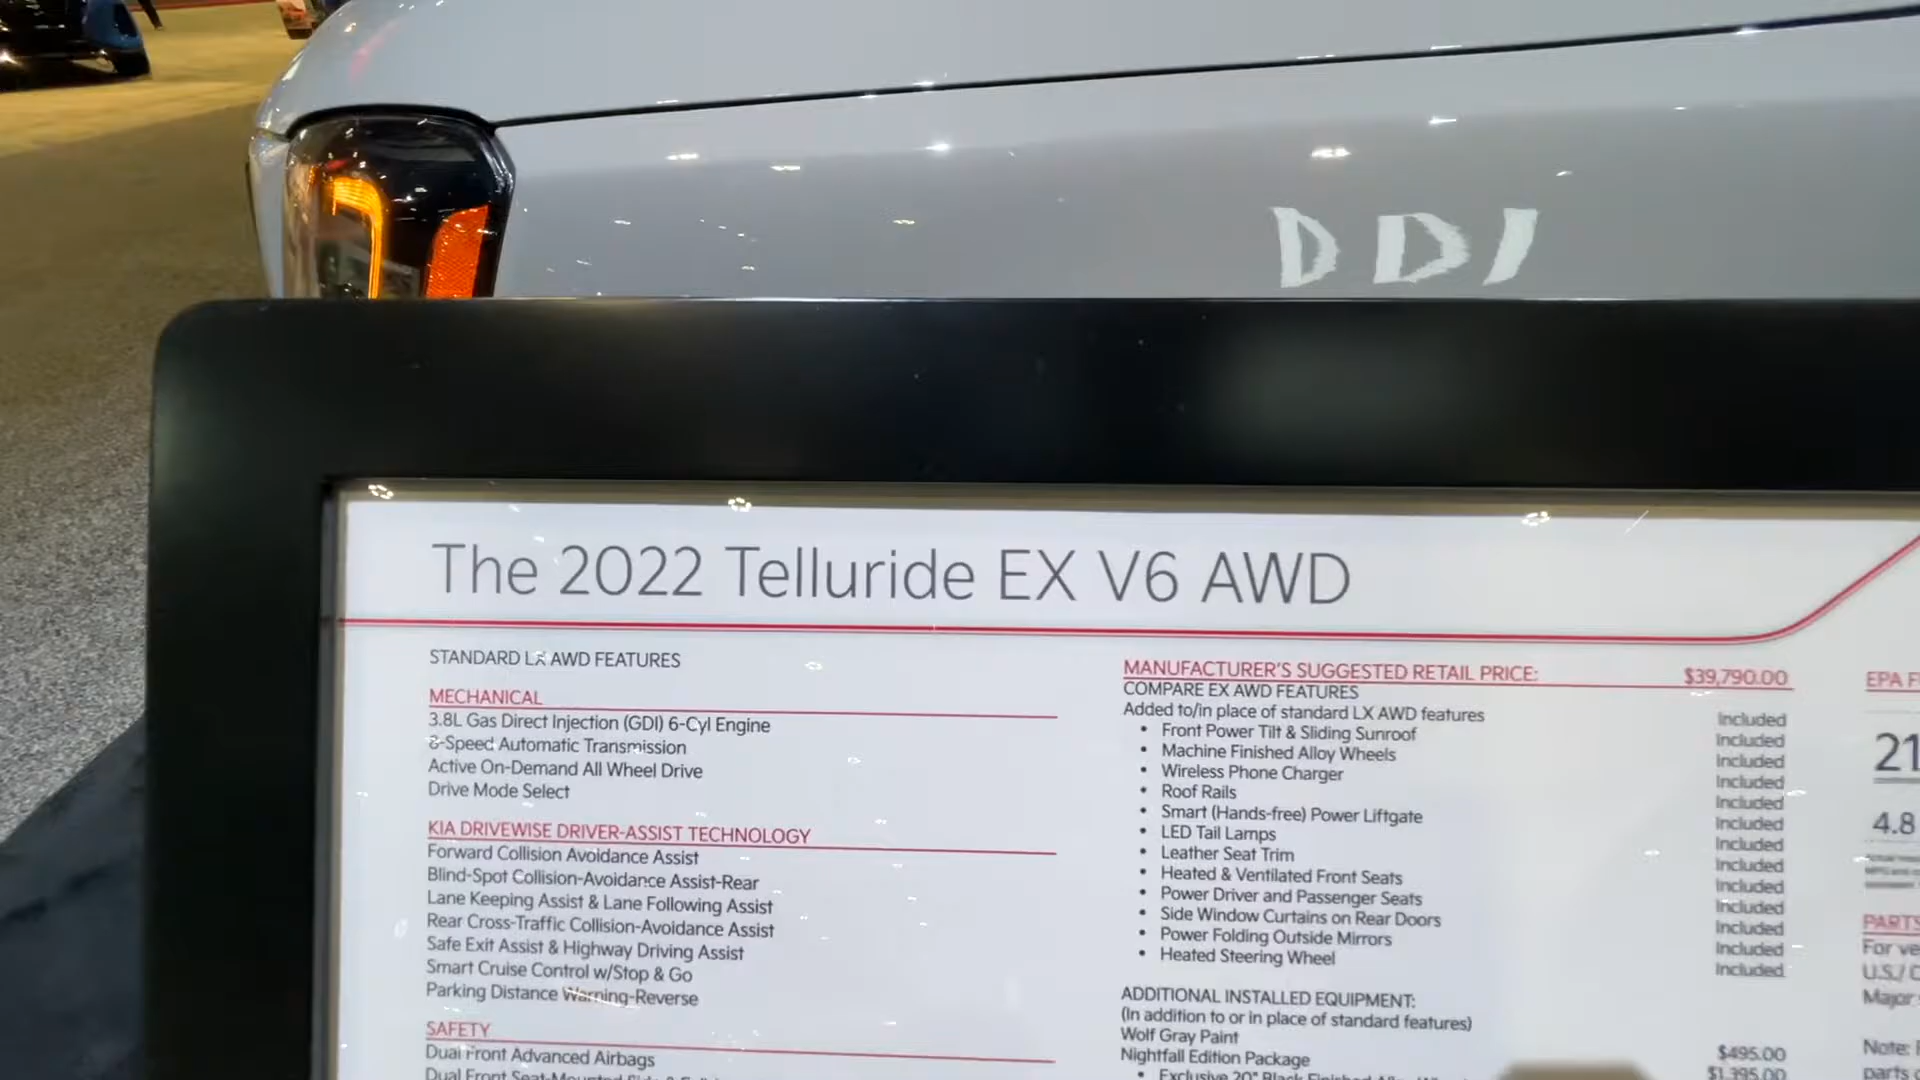 The 2022 Telluride EX V6 AWD
STANDARD LX AWD FEATURES
MECHANICAL
3.8L Gas Direct Injection (GDI) 6-Cyl Engine
8-Speed Automatic Transmission
Active On-Demand All Wheel Drive
Drive Mode Select
KIA DRIVEWISE DRIVER-ASSIST TECHNOLOGY
Forward Collision Avoidance Assist
Blind-Spot Collision-Avoidance Assist-Rear
Lane Keeping Assist & Lane Following Assist
Rear Cross-Traffic Collision-Avoidance Assist
Safe Exit Assist & Highway Driving Assist
Smart Cruise Control w/Stop & Go
Parking Distance Warning-Reverse
SAFETY
Dual Front Advanced Airbags
MANUFACTURER'S SUGGESTED RETAIL PRICE: $39,790.00
COMPARE EX AWD FEATURES
Added to/in place of standard LX AWD features Included
• Front Power Tilt & Sliding Sunroof Included
• Machine Finished Alloy Wheels Included
• Wireless Phone Charger Included
• Roof Rails Included
• Smart (Hands-free) Power Liftgate Included
• LED Tail Lamps Included
• Leather Seat Trim Included
• Heated & Ventilated Front Seats Included
• Power Driver and Passenger Seats Included
• Side Window Curtains on Rear Doors Included
• Power Folding Outside Mirrors Included
• Heated Steering Wheel Included
ADDITIONAL INSTALLED EQUIPMENT:
(In addition to or in place of standard features)
Wolf Gray Paint $495.00
Nightfall Edition Package $1,395.00
• Exclusive 20" Black Finished Alloy
EPA
21
4.8
PARTS
For
U.S./
Major
Note:
parts